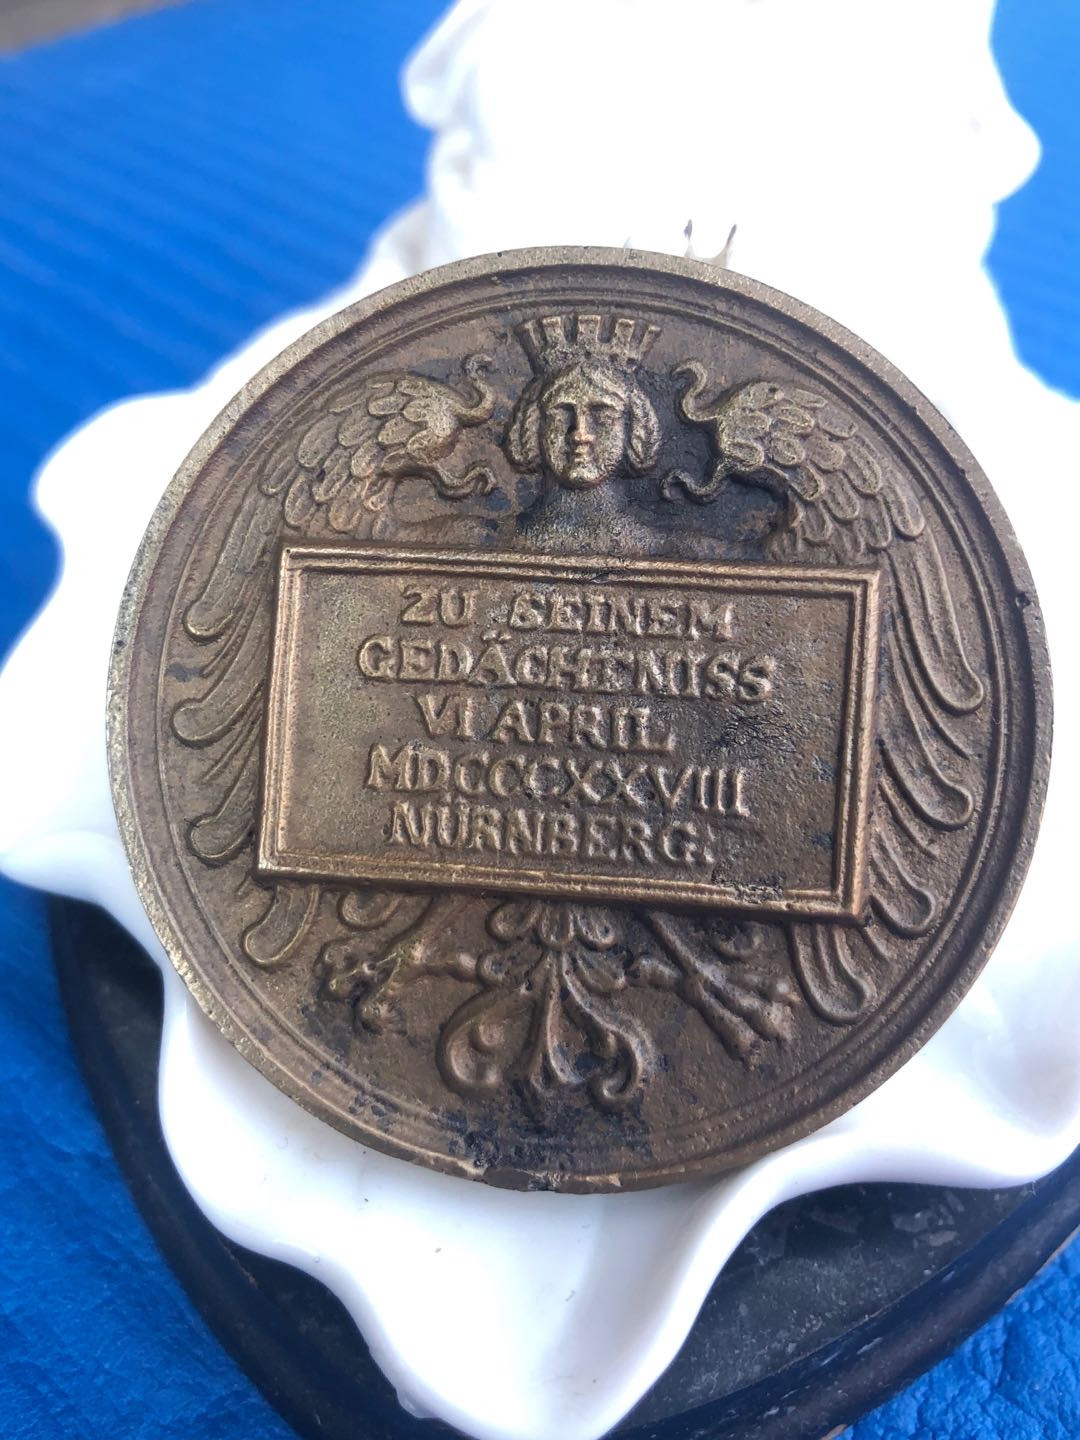 ZU SEINEM
GEDÄCHTNISS
VI APRIL
MDCCCXXVIII
NÜRNBERG.